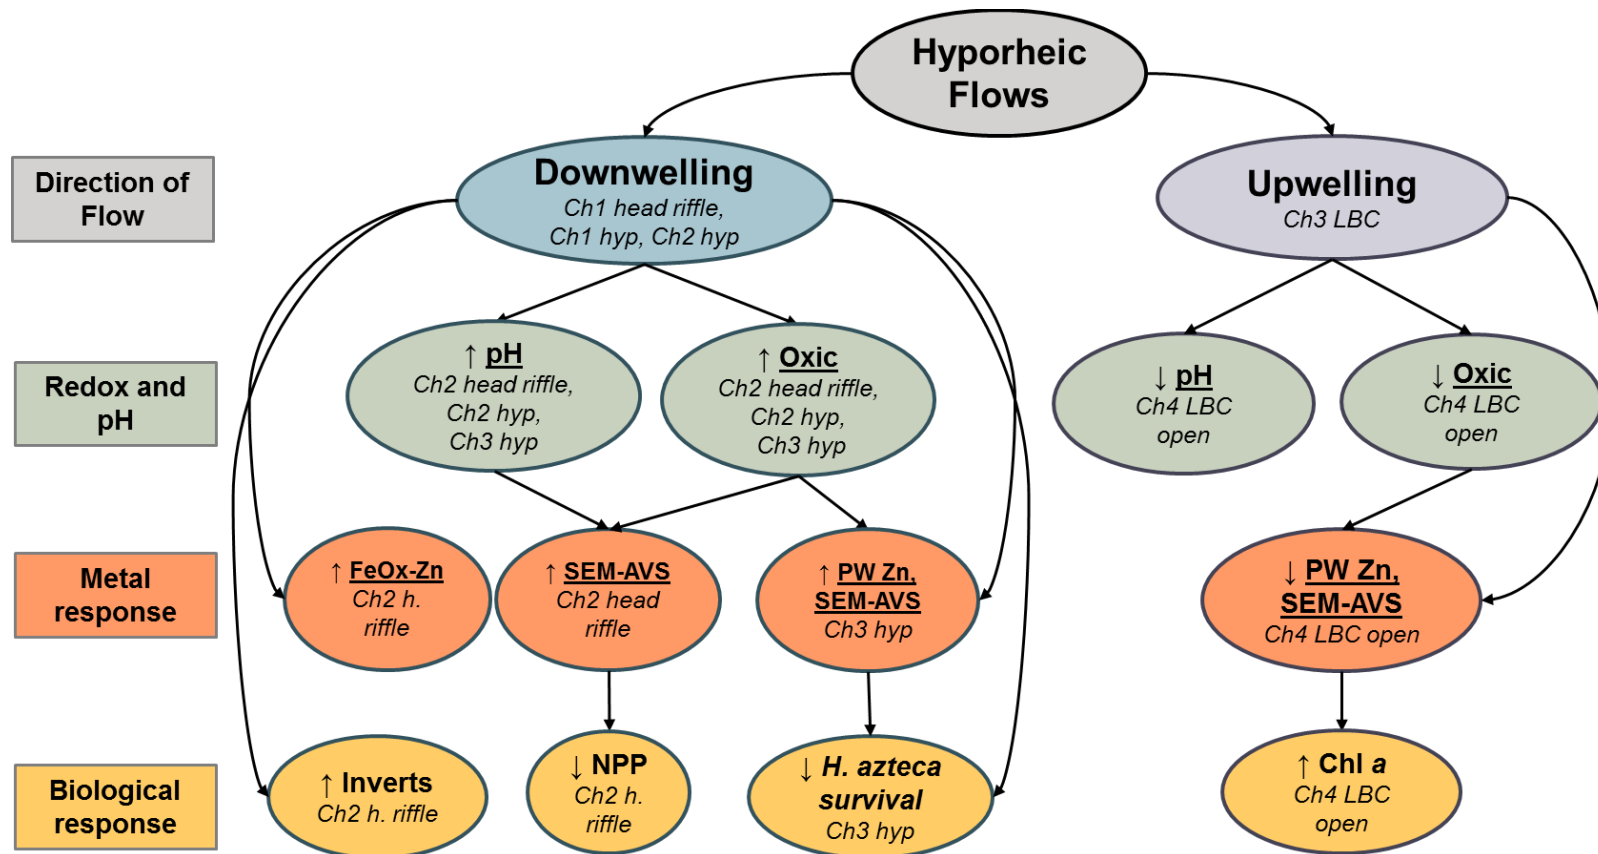 Hyporheic
Flows
Direction of
Flow
Downwelling
Ch1 head riffle,
Ch1 hyp, Ch2 hyp
Upwelling
Ch3 LBC
Redox and
pH
↑ pH
Ch2 head riffle,
Ch2 hyp,
Ch3 hyp
↑ Oxic
Ch2 head riffle,
Ch2 hyp,
Ch3 hyp
↓ pH
Ch4 LBC
open
↓ Oxic
Ch4 LBC
open
Metal
response
↑ FeOx-Zn
Ch2 h.
riffle
↑ SEM-AVS
Ch2 head
riffle
↑ PW Zn,
SEM-AVS
Ch3 hyp
↓ PW Zn,
SEM-AVS
Ch4 LBC open
Biological
response
↑ Inverts
Ch2 h. riffle
↓ NPP
Ch2 h.
riffle
↓ H. azteca
survival
Ch3 hyp
↑ Chl a
Ch4 LBC
open